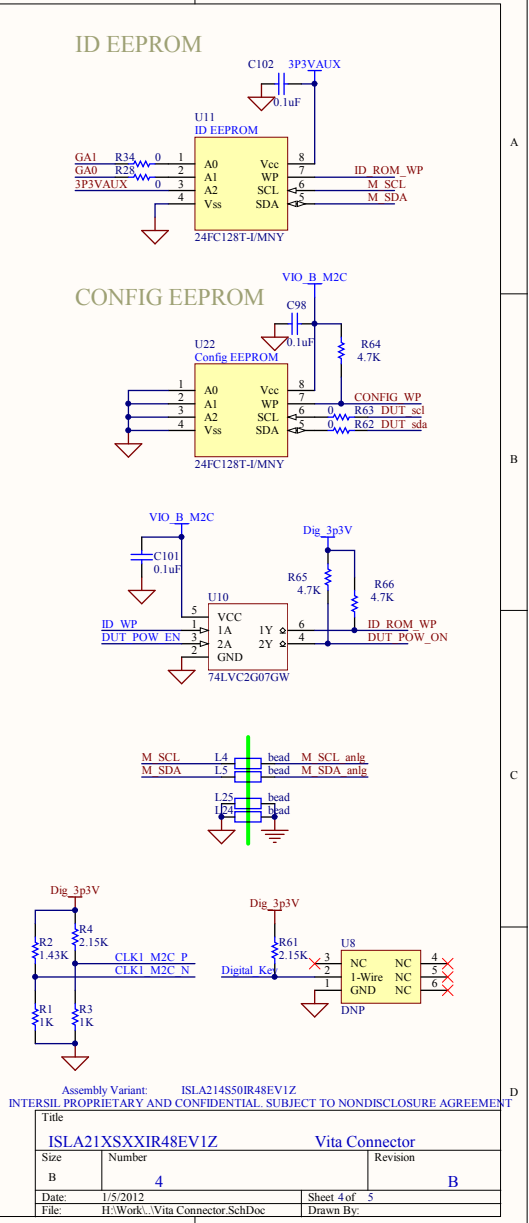 ID EEPROM
C102 3P3VAUX
0.1uF
A
U11
ID EEPROM
GA1 R34 0 1 A0 Vcc 8
GA0 R28 0 2 A1 WP 7 ID_ROM_WP
3P3VAUX 0 3 A2 SCL 6 M_SCL
4 Vss SDA 5 M_SDA
24FC128T-I/MNY
VIO_B_M2C
CONFIG EEPROM
C98
0.1uF R64
4.7K
U22
Config EEPROM
1 A0 Vcc 8
2 A1 WP 7 CONFIG_WP
3 A2 SCL 6 0 R63 DUT_scl
4 Vss SDA 5 0 R62 DUT_sda
B
24FC128T-I/MNY
VIO_B_M2C
Dig_3p3V
C101
0.1uF
R65 R66
4.7K 4.7K
U10
5 VCC
ID_WP 1 1A 1Y 6 ID_ROM_WP
DUT_POW_EN 3 2A 2Y 4 DUT_POW_ON
2 GND
74LVC2G07GW
M_SCL L4 bead M_SCL_anlg
M_SDA L5 bead M_SDA_anlg
C
L25 bead
L24 bead
Dig_3p3V Dig_3p3V
R4
R2 2.15K
1.43K
CLK1_M2C_P
CLK1_M2C_N
R1 R3
1K 1K
R61 U8
2.15K 3 NC NC 4
Digital_Key 2 1-Wire NC 5
1 GND NC 6
DNP
D
Assembly Variant: ISLA214S50IR48EV1Z
INTERSIL PROPRIETARY AND CONFIDENTIAL. SUBJECT TO NONDISCLOSURE AGREEMENT
Title
ISLA21XSXXIR48EV1Z Vita Connector
Size Number Revision
B 4 B
Date: 1/5/2012 Sheet 4 of 5
File: H:\Work\..\Vita Connector.SchDoc Drawn By: